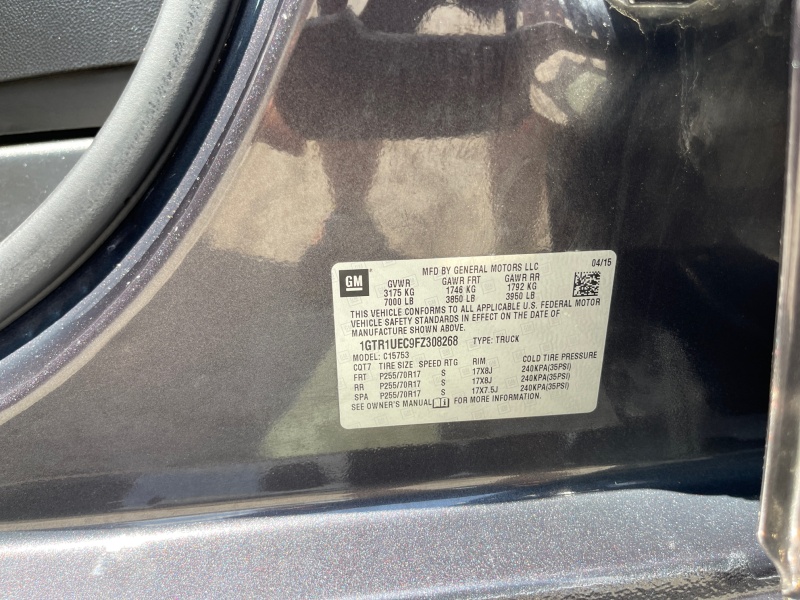 GM
MFD BY GENERAL MOTORS LLC
04/15
GVWR GAWR FRT GAWR RR
3175 KG 1746 KG 1792 KG
7000 LB 3850 LB 3950 LB
THIS VEHICLE CONFORMS TO ALL APPLICABLE U.S. FEDERAL MOTOR
VEHICLE SAFETY STANDARDS IN EFFECT ON THE DATE OF
MANUFACTURE SHOWN ABOVE.
1GTR1UEC9FZ308268 TYPE: TRUCK
MODEL: C15753
CQT7 TIRE SIZE SPEED RTG RIM COLD TIRE PRESSURE
FRT P255/70R17 S 17X8J 240KPA(35PSI)
RR P255/70R17 S 17X8J 240KPA(35PSI)
SPA P255/70R17 S 17X7.5J 240KPA(35PSI)
SEE OWNER'S MANUAL FOR MORE INFORMATION.